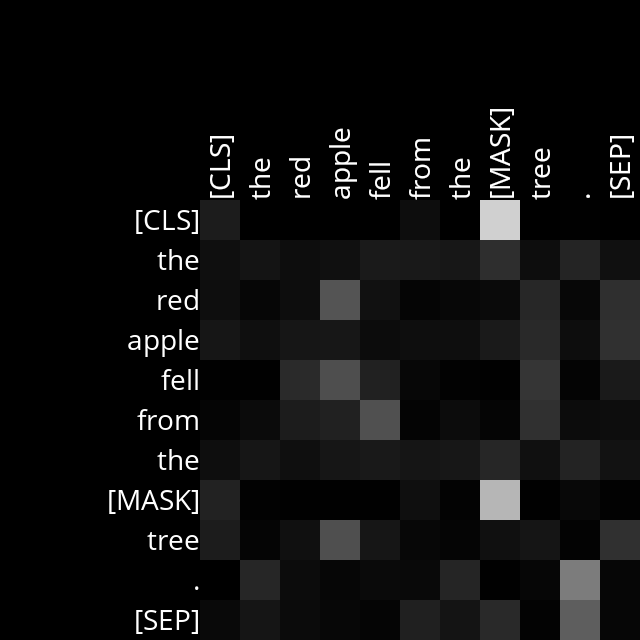 [CLS] the red apple fell from the [MASK] tree . [SEP]
[CLS]
the
red
apple
fell
from
the
[MASK]
tree
.
[SEP]